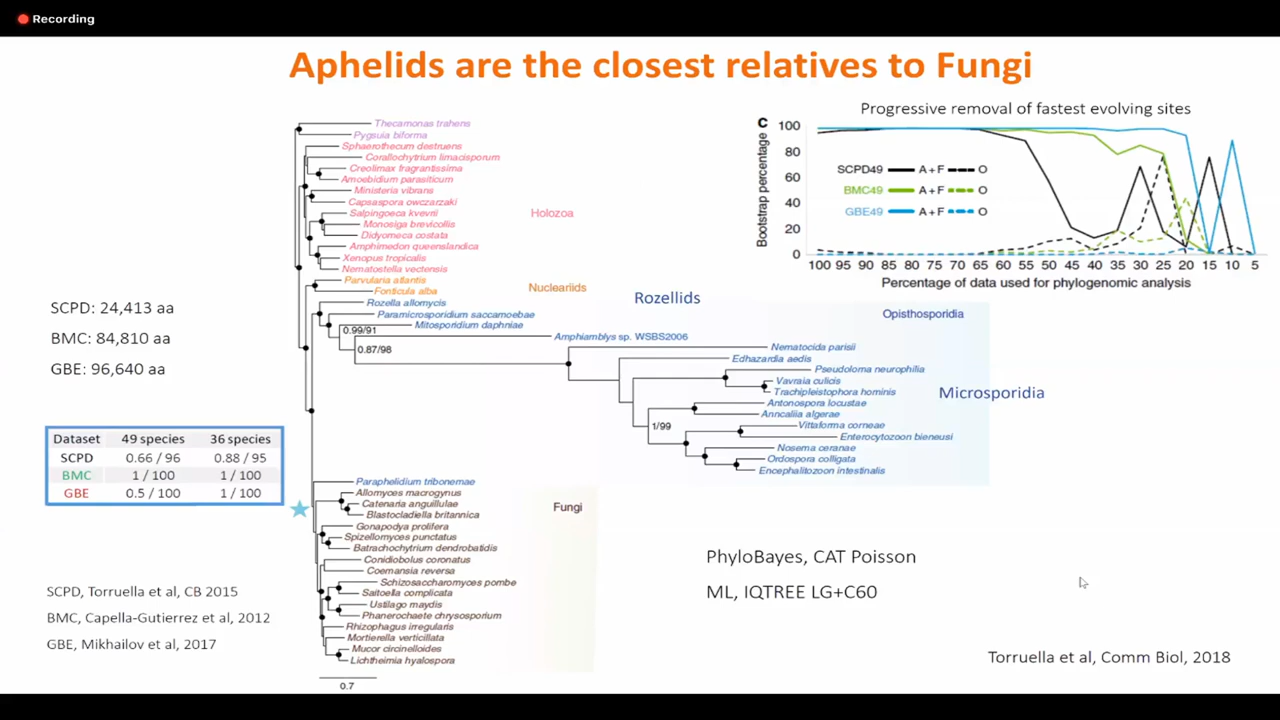 Recording
Aphelids are the closest relatives to Fungi
Progressive removal of fastest evolving sites
C
Bootstrap percentage
100
80
60
40
20
0
SCPD49 A+F O
BMC49 A+F O
GBE49 A+F O
100 95 90 85 80 75 70 65 60 55 50 45 40 35 30 25 20 15 10 5
Percentage of data used for phylogenomic analysis
Thecamonas trahens
Pygsuia biforma
Sphaerothecum destruens
Corallochytrium limacisporum
Creolimax fragrantissima
Amoebidium parasiticum
Ministeria vibrans
Capsaspora owczarzaki
Salpingoeca kvevrii
Monosiga brevicollis
Didyomeca costata
Amphimedon queenslandica
Xenopus tropicalis
Nematostella vectensis
Holozoa
Parvularia atlantis
Fonticula alba
Nucleariids
Rozella allomycis
Paramicrosporidium saccamoebae
Mitosporidium daphniae
Amphiamblys sp. WSBS2006
Rozellids
Opisthosporidia
0.99/91
0.87/98
Nematocida parisii
Edhazardia aedis
Pseudoloma neurophilia
Vavraia culicis
Trachipleistophora hominis
Antonospora locustae
Anncaliia algerae
Vittaforma corneae
Enterocytozoon bieneusi
Nosema ceranae
Ordospora colligata
Encephalitozoon intestinalis
1/99
Microsporidia
SCPD: 24,413 aa
BMC: 84,810 aa
GBE: 96,640 aa
Dataset 49 species 36 species
SCPD 0.66 / 96 0.88 / 95
BMC 1 / 100 1 / 100
GBE 0.5 / 100 1 / 100
Paraphelidium tribonemae
Allomyces macrogynus
Catenaria anguillulae
Blastocladiella britannica
Gonapodya prolifera
Spizellomyces punctatus
Batrachochytrium dendrobatidis
Conidiobolus coronatus
Coemansia reversa
Schizosaccharomyces pombe
Saitoella complicata
Ustilago maydis
Phanerochaete chrysosporium
Rhizophagus irregularis
Mortierella verticillata
Mucor circinelloides
Lichtheimia hyalospora
Fungi
0.7
SCPD, Torruella et al, CB 2015
BMC, Capella-Gutierrez et al, 2012
GBE, Mikhailov et al, 2017
PhyloBayes, CAT Poisson
ML, IQTREE LG+C60
Torruella et al, Comm Biol, 2018